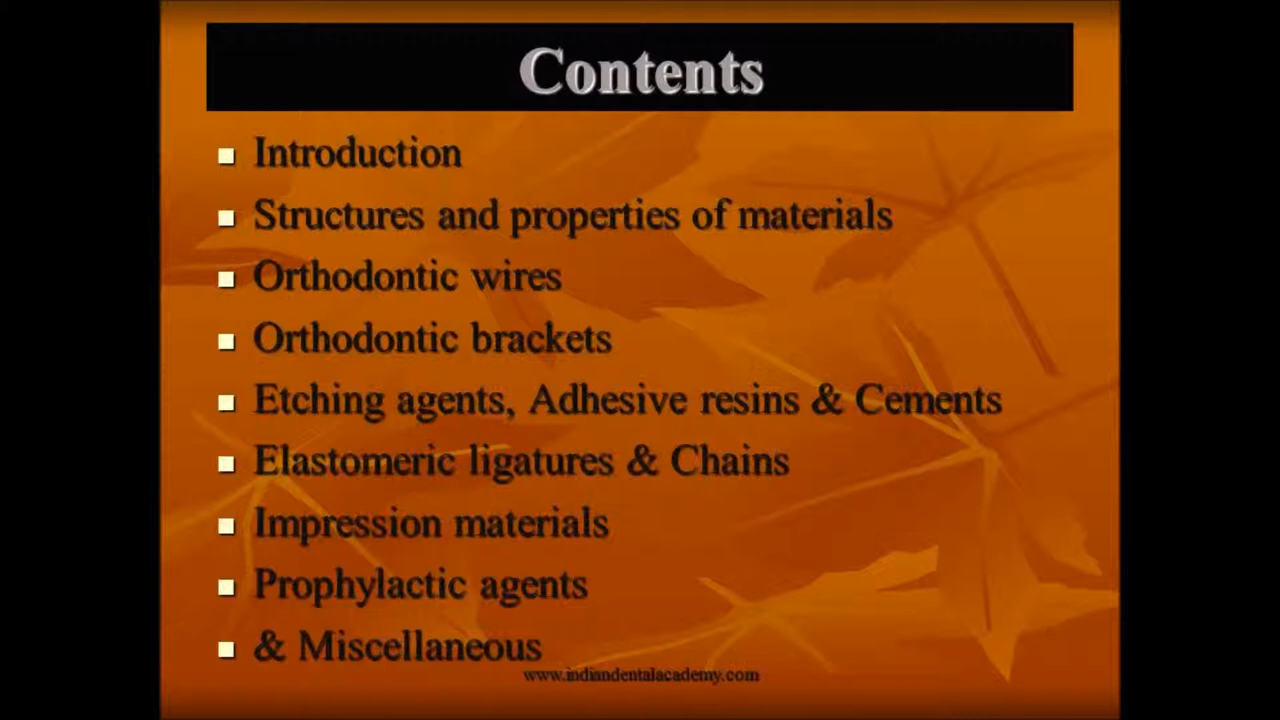 Contents
Introduction
Structures and properties of materials
Orthodontic wires
Orthodontic brackets
Etching agents, Adhesive resins & Cements
Elastomeric ligatures & Chains
Impression materials
Prophylactic agents
& Miscellaneous
www.indiandentalacademy.com